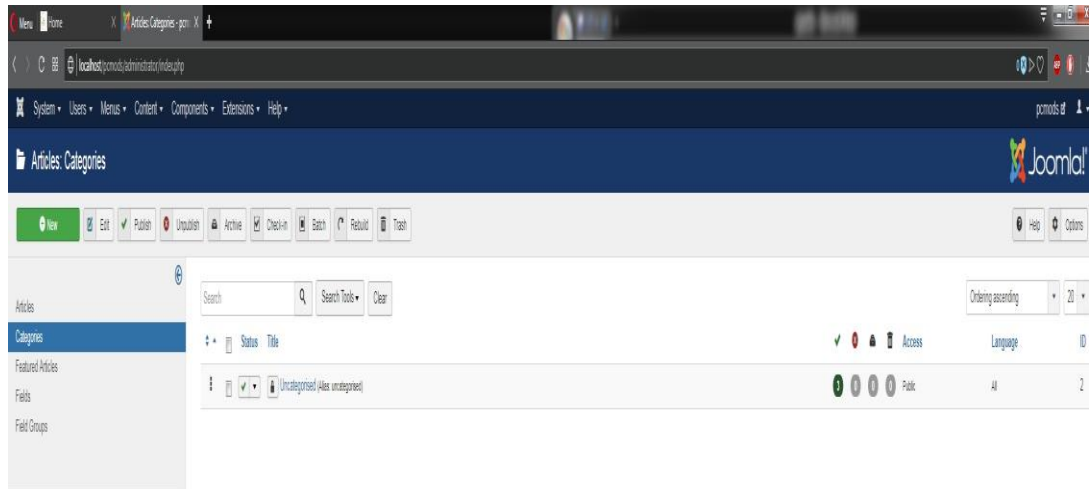 Menu Home Articles: Categories - pcm
localhost/pcmods/administrator/index.php
System Users Menus Content Components Extensions Help pcmods
Articles: Categories Joomla!
New Edit Publish Unpublish Archive Check-in Batch Rebuild Trash Help Options
Search Search Tools Clear Ordering ascending 20
Articles
Categories
Featured Articles
Fields
Field Groups
Status Title Access Language ID
Uncategorised (Alias: uncategorised) 3 0 0 0 Public All 2